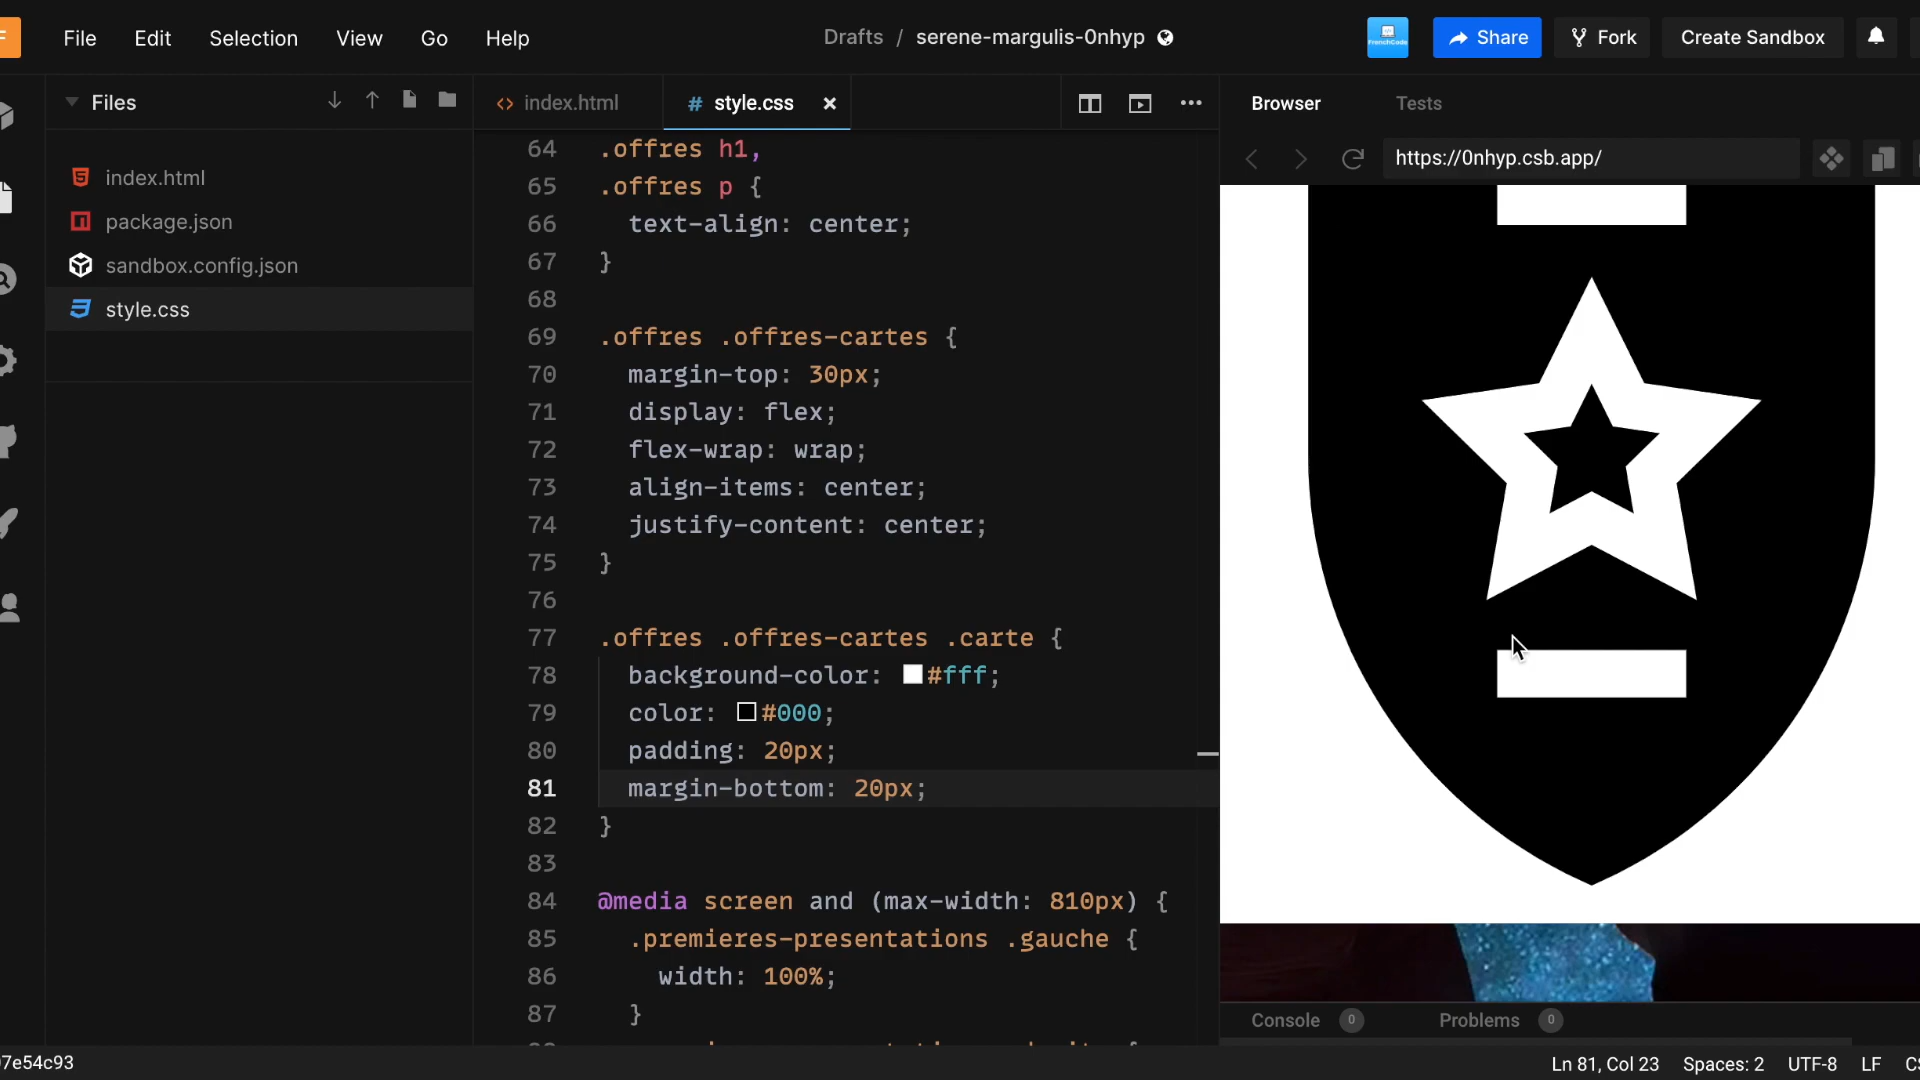 File Edit Selection View Go Help
Drafts / serene-margulis-0nhyp
FrenchCode
Share
Fork
Create Sandbox
Files
index.html
package.json
sandbox.config.json
style.css
index.html
# style.css
64 .offres h1,
65 .offres p {
66 text-align: center;
67 }
68
69 .offres .offres-cartes {
70 margin-top: 30px;
71 display: flex;
72 flex-wrap: wrap;
73 align-items: center;
74 justify-content: center;
75 }
76
77 .offres .offres-cartes .carte {
78 background-color: #fff;
79 color: #000;
80 padding: 20px;
81 margin-bottom: 20px;
82 }
83
84 @media screen and (max-width: 810px) {
85 .premieres-presentations .gauche {
86 width: 100%;
87 }
Browser Tests
https://0nhyp.csb.app/
Console 0 Problems 0
7e54c93
Ln 81, Col 23 Spaces: 2 UTF-8 LF